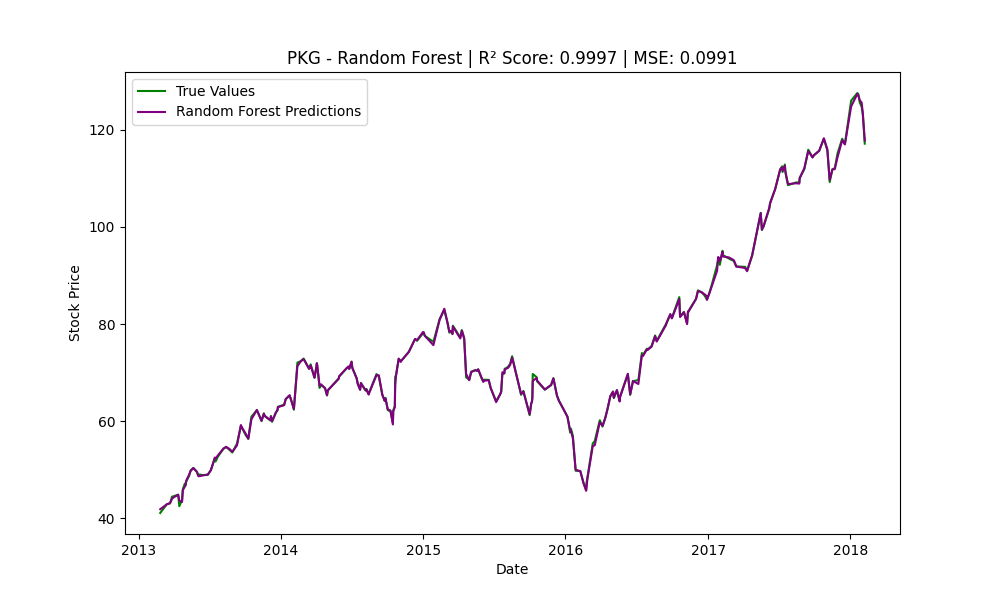 PKG - Random Forest | R² Score: 0.9997 | MSE: 0.0991
True Values
Random Forest Predictions
Stock Price
120
100
80
60
40
2013 2014 2015 2016 2017 2018
Date